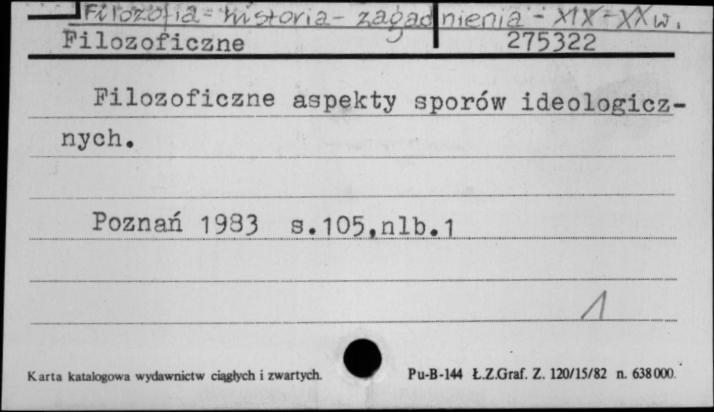 Filozofia - historia - zagadnienia - XIX-XX w.
Filozoficzne 275322
Filozoficzne aspekty sporów ideologicz-
nych.
Poznań 1983 s.105,nlb.1
1
Karta katalogowa wydawnictw ciągłych i zwartych. Pu-B-144 Ł.Z.Graf. Z. 120/15/82 n. 638000.